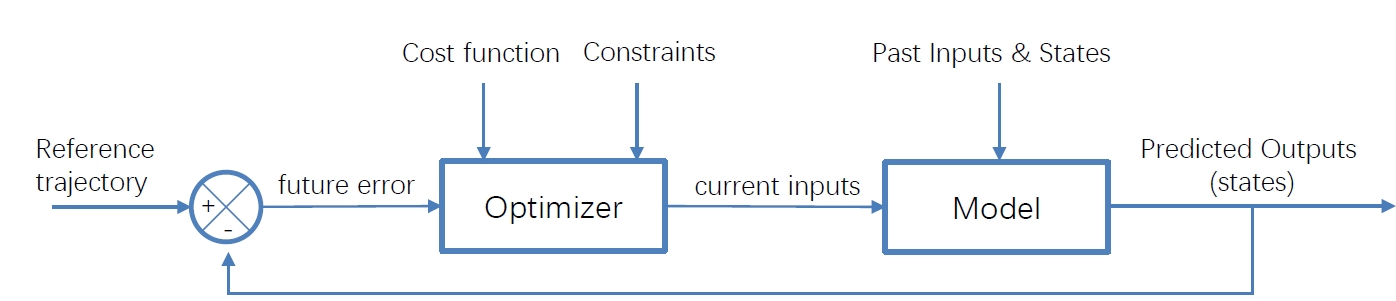 Cost function
Constraints
Past Inputs & States
Reference
trajectory
Predicted Outputs
(states)
future error
current inputs
+
-
Optimizer
Model